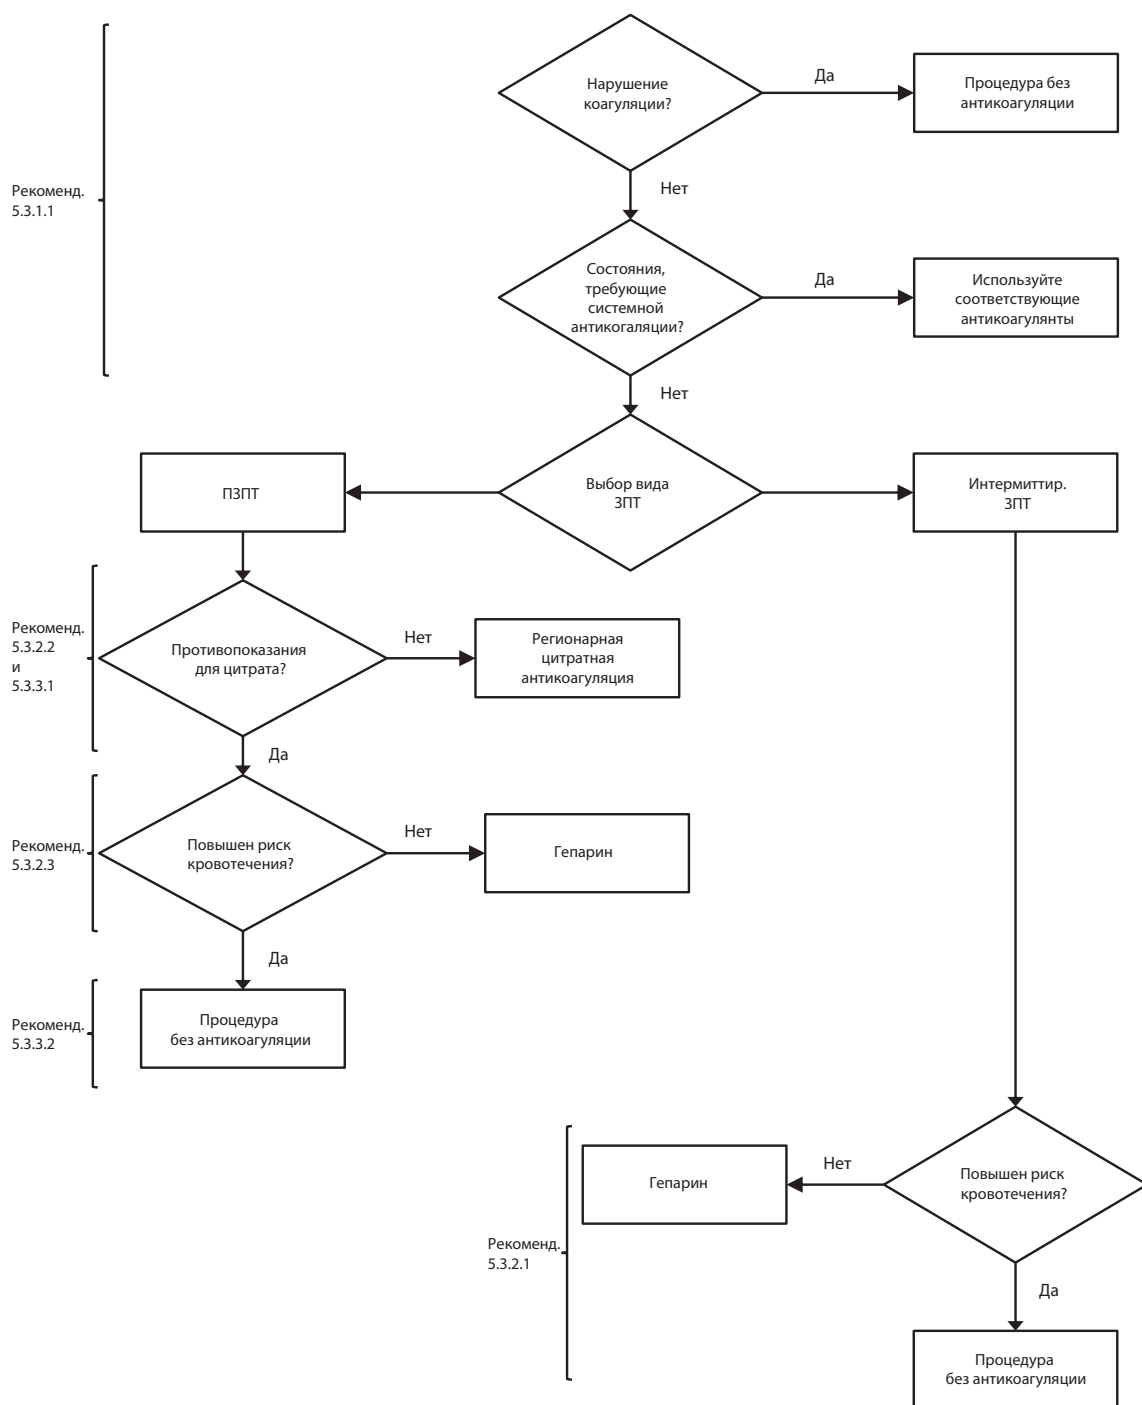 Нарушение
коагуляции?
Да
Процедура без
антикоагуляции
Рекоменд.
5.3.1.1
Нет
Состояния,
требующие
системной
антикогаляции?
Да
Используйте
соответствующие
антикоагулянты
Нет
ПЗПТ
Выбор вида
ЗПТ
Интермиттир.
ЗПТ
Рекоменд.
5.3.2.2
и
5.3.3.1
Противопоказания
для цитрата?
Нет
Регионарная
цитратная
антикоагуляция
Да
Рекоменд.
5.3.2.3
Повышен риск
кровотечения?
Нет
Гепарин
Да
Рекоменд.
5.3.3.2
Процедура
без антикоагуляции
Рекоменд.
5.3.2.1
Гепарин
Нет
Повышен риск
кровотечения?
Да
Процедура
без антикоагуляции